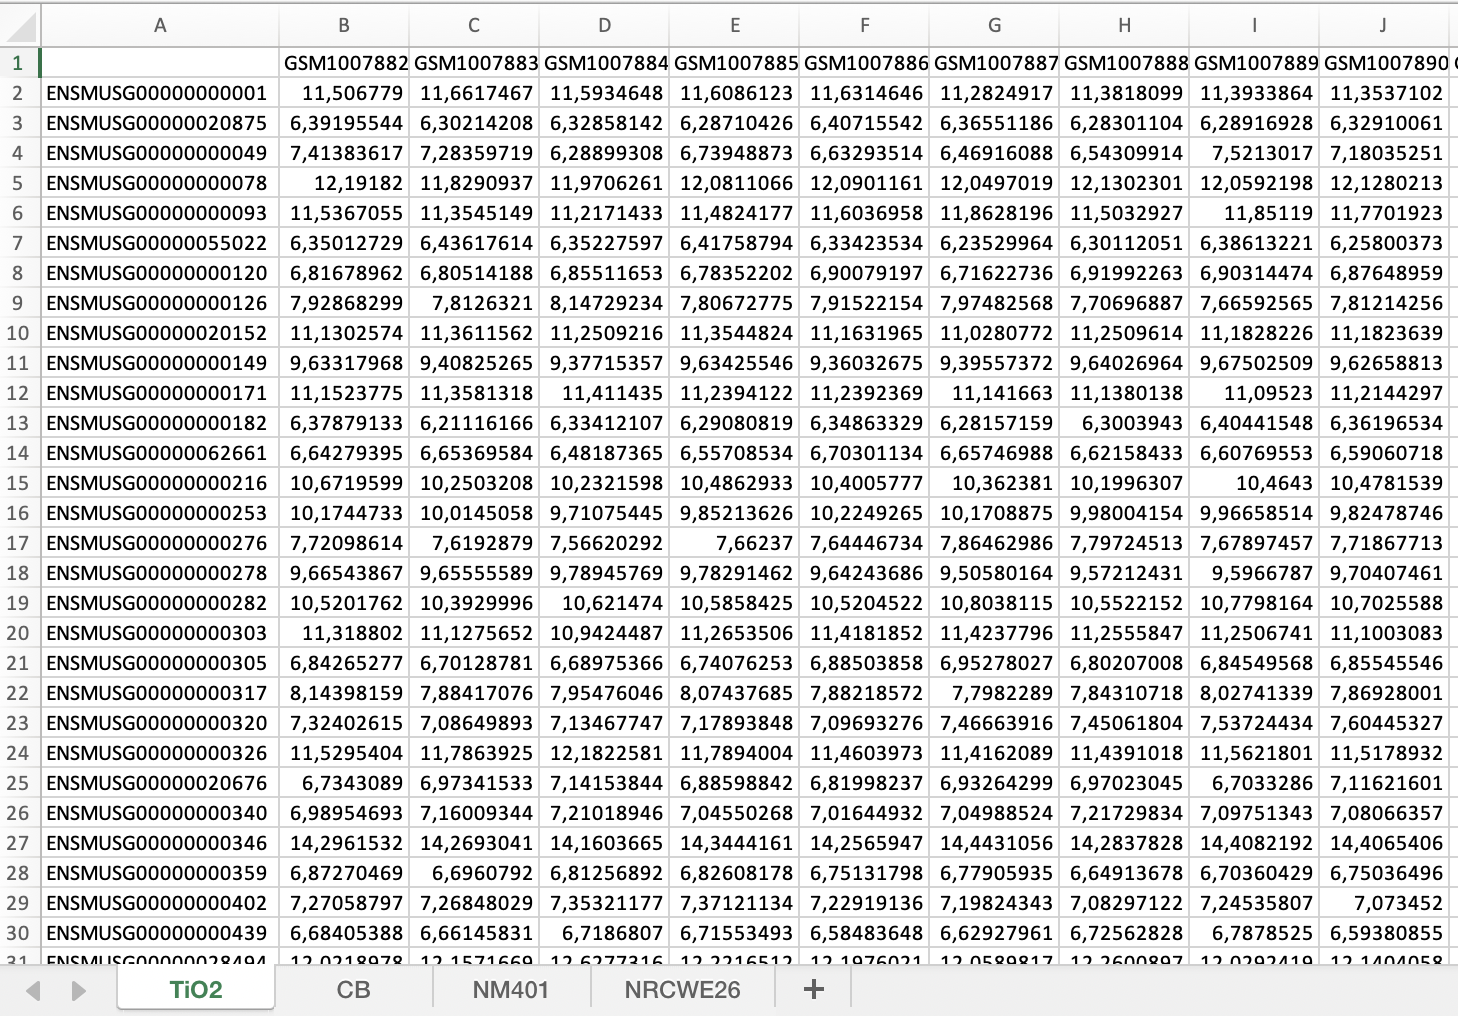 A B C D E F G H I J
1 GSM1007882 GSM1007883 GSM1007884 GSM1007885 GSM1007886 GSM1007887 GSM1007888 GSM1007889 GSM1007890
2 ENSMUSG00000000001 11,506779 11,6617467 11,5934648 11,6086123 11,6314646 11,2824917 11,3818099 11,3933864 11,3537102
3 ENSMUSG00000020875 6,39195544 6,30214208 6,32858142 6,28710426 6,40715542 6,36551186 6,28301104 6,28916928 6,32910061
4 ENSMUSG00000000049 7,41383617 7,28359719 6,28899308 6,73948873 6,63293514 6,46916088 6,54309914 7,5213017 7,18035251
5 ENSMUSG00000000078 12,19182 11,8290937 11,9706261 12,0811066 12,0901161 12,0497019 12,1302301 12,0592198 12,1280213
6 ENSMUSG00000000093 11,5367055 11,3545149 11,2171433 11,4824177 11,6036958 11,8628196 11,5032927 11,85119 11,7701923
7 ENSMUSG00000055022 6,35012729 6,43617614 6,35227597 6,41758794 6,33423534 6,23529964 6,30112051 6,38613221 6,25800373
8 ENSMUSG00000000120 6,81678962 6,80514188 6,85511653 6,78352202 6,90079197 6,71622736 6,91992263 6,90314474 6,87648959
9 ENSMUSG00000000126 7,92868299 7,8126321 8,14729234 7,80672775 7,91522154 7,97482568 7,70696887 7,66592565 7,81214256
10 ENSMUSG00000020152 11,1302574 11,3611562 11,2509216 11,3544824 11,1631965 11,0280772 11,2509614 11,1828226 11,1823639
11 ENSMUSG00000000149 9,63317968 9,40825265 9,37715357 9,63425546 9,36032675 9,39557372 9,64026964 9,67502509 9,62658813
12 ENSMUSG00000000171 11,1523775 11,3581318 11,411435 11,2394122 11,2392369 11,141663 11,1380138 11,09523 11,2144297
13 ENSMUSG00000000182 6,37879133 6,21116166 6,33412107 6,29080819 6,34863329 6,28157159 6,3003943 6,40441548 6,36196534
14 ENSMUSG00000062661 6,64279395 6,65369584 6,48187365 6,55708534 6,70301134 6,65746988 6,62158433 6,60769553 6,59060718
15 ENSMUSG00000000216 10,6719599 10,2503208 10,2321598 10,4862933 10,4005777 10,362381 10,1996307 10,4643 10,4781539
16 ENSMUSG00000000253 10,1744733 10,0145058 9,71075445 9,85213626 10,2249265 10,1708875 9,98004154 9,96658514 9,82478746
17 ENSMUSG00000000276 7,72098614 7,6192879 7,56620292 7,66237 7,64446734 7,86462986 7,79724513 7,67897457 7,71867713
18 ENSMUSG00000000278 9,66543867 9,65555589 9,78945769 9,78291462 9,64243686 9,50580164 9,57212431 9,5966787 9,70407461
19 ENSMUSG00000000282 10,5201762 10,3929996 10,621474 10,5858425 10,5204522 10,8038115 10,5522152 10,7798164 10,7025588
20 ENSMUSG00000000303 11,318802 11,1275652 10,9424487 11,2653506 11,4181852 11,4237796 11,2555847 11,2506741 11,1003083
21 ENSMUSG00000000305 6,84265277 6,70128781 6,68975366 6,74076253 6,88503858 6,95278027 6,80207008 6,84549568 6,85545546
22 ENSMUSG00000000317 8,14398159 7,88417076 7,95476046 8,07437685 7,88218572 7,7982289 7,84310718 8,02741339 7,86928001
23 ENSMUSG00000000320 7,32402615 7,08649893 7,13467747 7,17893848 7,09693276 7,46663916 7,45061804 7,53724434 7,60445327
24 ENSMUSG00000000326 11,5295404 11,7863925 12,1822581 11,7894004 11,4603973 11,4162089 11,4391018 11,5621801 11,5178932
25 ENSMUSG00000020676 6,7343089 6,97341533 7,14153844 6,88598842 6,81998237 6,93264299 6,97023045 6,7033286 7,11621601
26 ENSMUSG00000000340 6,98954693 7,16009344 7,21018946 7,04550268 7,01644932 7,04988524 7,21729834 7,09751343 7,08066357
27 ENSMUSG00000000346 14,2961532 14,2693041 14,1603665 14,3444161 14,2565947 14,4431056 14,2837828 14,4082192 14,4065406
28 ENSMUSG00000000359 6,87270469 6,6960792 6,81256892 6,82608178 6,75131798 6,77905935 6,64913678 6,70360429 6,75036496
29 ENSMUSG00000000402 7,27058797 7,26848029 7,35321177 7,37121134 7,22919136 7,19824343 7,08297122 7,24535807 7,073452
30 ENSMUSG00000000439 6,68405388 6,66145831 6,7186807 6,71553493 6,58483648 6,62927961 6,72562828 6,7878525 6,59380855
31 ENSMUSG00000028494 12,0218978 12,1571669 12,6277316 12,2216512 12,1976021 12,0589817 12,2600897 12,0292419 12,1404058
TiO2 CB NM401 NRCWE26 +